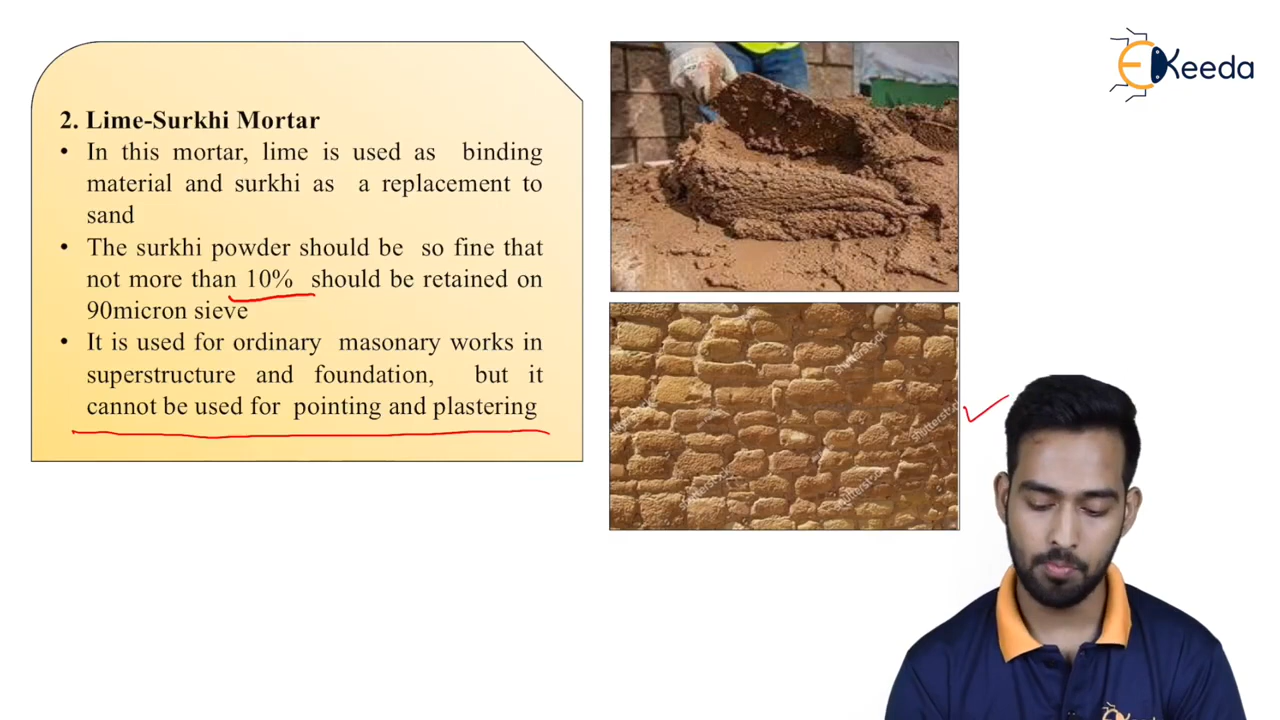 2. Lime-Surkhi Mortar
• In this mortar, lime is used as binding
material and surkhi as a replacement to
sand
• The surkhi powder should be so fine that
not more than 10% should be retained on
90micron sieve
• It is used for ordinary masonary works in
superstructure and foundation, but it
cannot be used for pointing and plastering
EKeeda